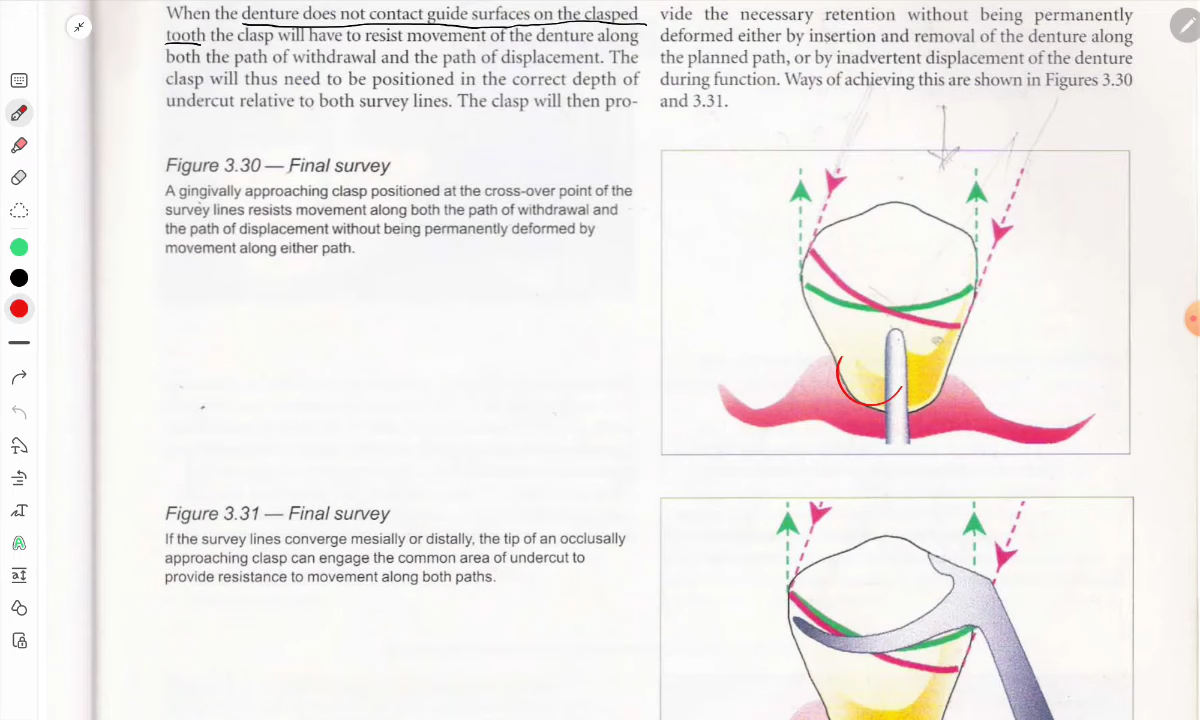 When the denture does not contact guide surfaces on the clasped
tooth the clasp will have to resist movement of the denture along
both the path of withdrawal and the path of displacement. The
clasp will thus need to be positioned in the correct depth of
undercut relative to both survey lines. The clasp will then pro-
vide the necessary retention without being permanently
deformed either by insertion and removal of the denture along
the planned path, or by inadvertent displacement of the denture
during function. Ways of achieving this are shown in Figures 3.30
and 3.31.
Figure 3.30 — Final survey
A gingivally approaching clasp positioned at the cross-over point of the
survey lines resists movement along both the path of withdrawal and
the path of displacement without being permanently deformed by
movement along either path.
Figure 3.31 — Final survey
If the survey lines converge mesially or distally, the tip of an occlusally
approaching clasp can engage the common area of undercut to
provide resistance to movement along both paths.